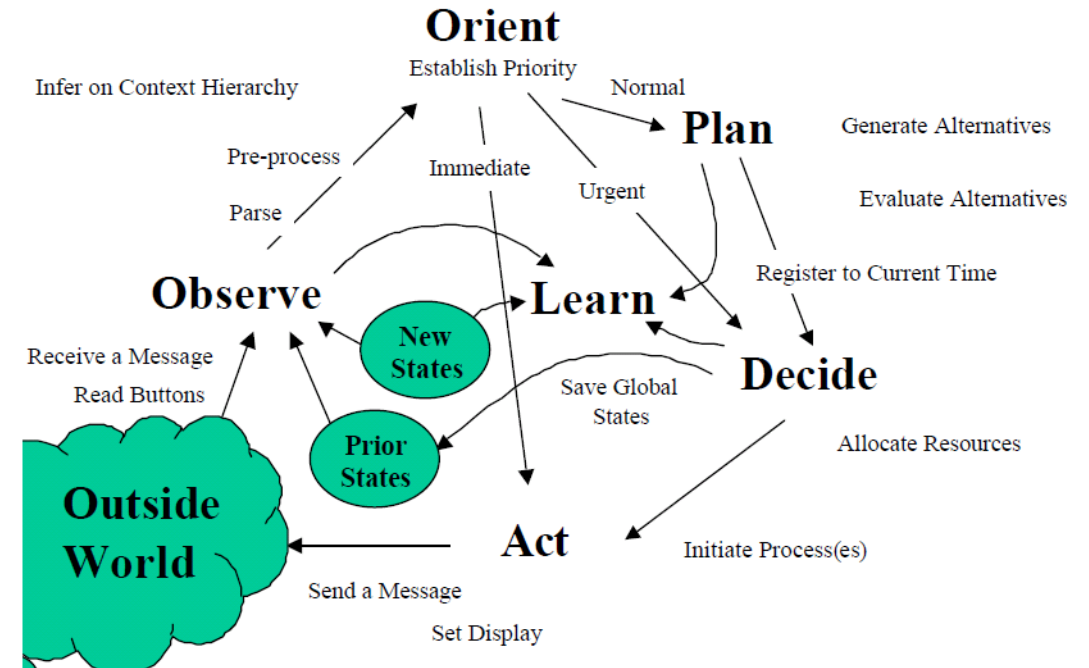 Orient
Establish Priority
Infer on Context Hierarchy
Normal
Plan
Generate Alternatives
Pre-process
Immediate
Urgent
Evaluate Alternatives
Parse
Observe
Learn
Register to Current Time
New
States
Receive a Message
Read Buttons
Decide
Save Global
States
Prior
States
Allocate Resources
Outside
World
Act
Initiate Process(es)
Send a Message
Set Display